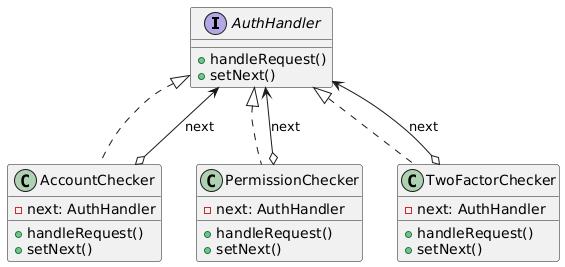 I AuthHandler
handleRequest()
setNext()
next
next
next
C AccountChecker
next: AuthHandler
handleRequest()
setNext()
C PermissionChecker
next: AuthHandler
handleRequest()
setNext()
C TwoFactorChecker
next: AuthHandler
handleRequest()
setNext()